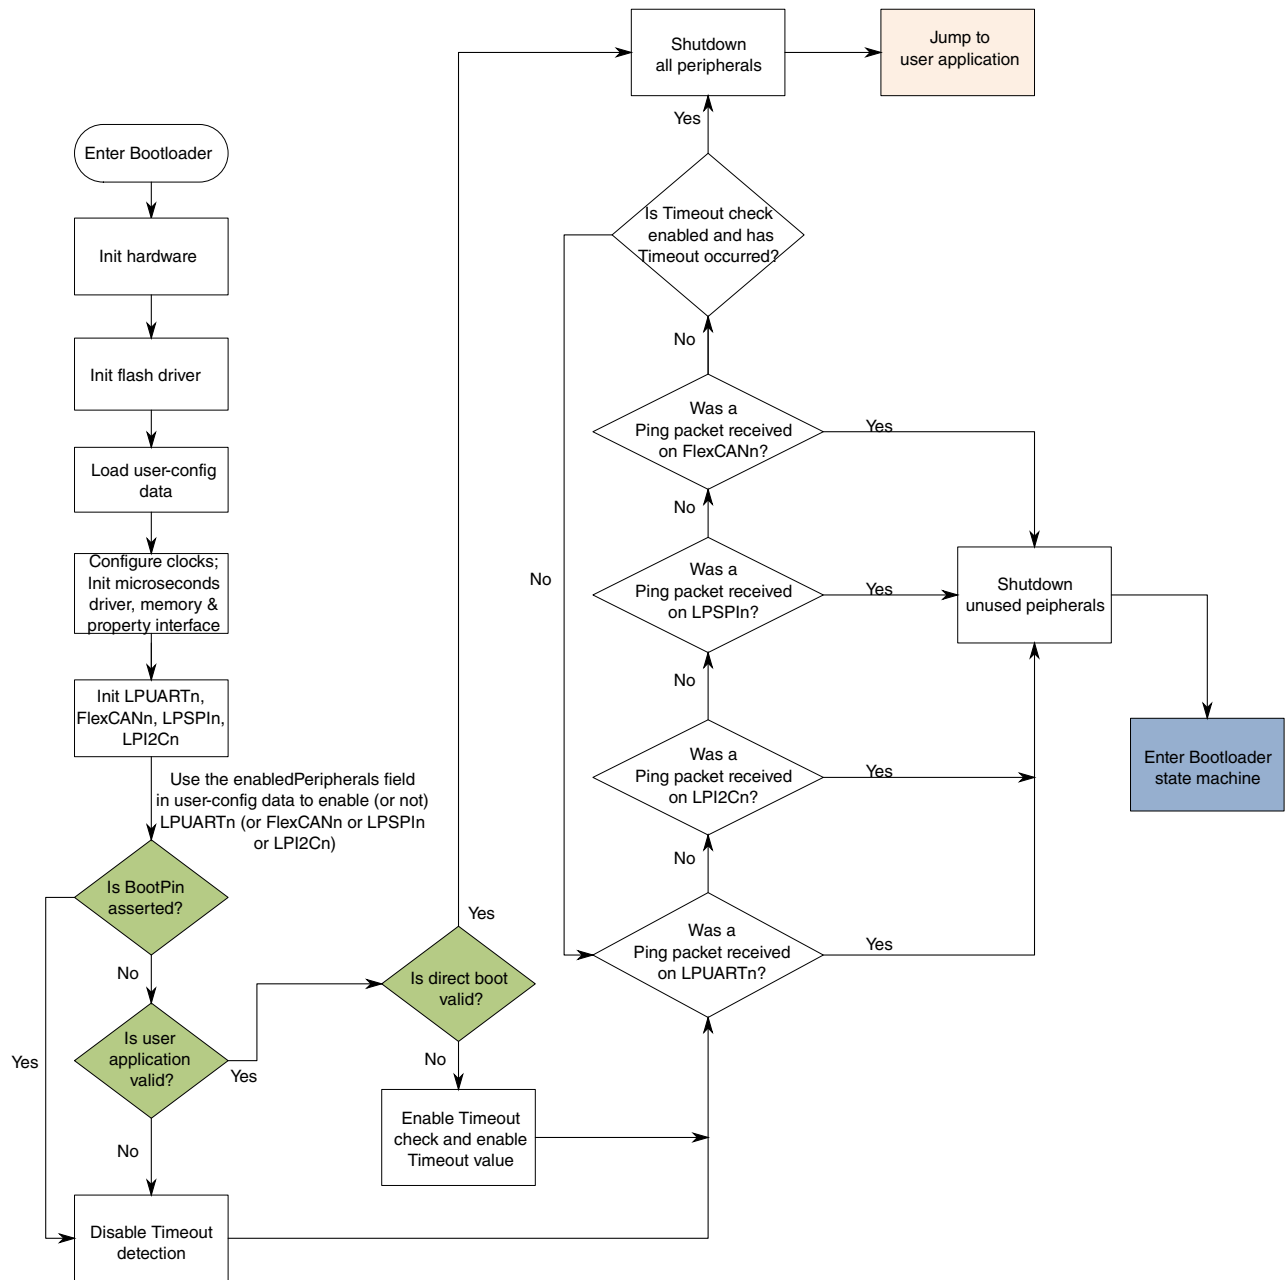 Enter Bootloader
Init hardware
Init flash driver
Load user-config
data
Configure clocks;
Init microseconds
driver, memory &
property interface
Init LPUARTn,
FlexCANn, LPSPIn,
LPI2Cn
Use the enabledPeripherals field
in user-config data to enable (or not)
LPUARTn (or FlexCANn or LPSPIn
or LPI2Cn)
Is BootPin
asserted?
No
Yes
Is user
application
valid?
Yes
No
Disable Timeout
detection
Is direct boot
valid?
Yes
No
Enable Timeout
check and enable
Timeout value
Shutdown
all peripherals
Jump to
user application
Yes
Is Timeout check
enabled and has
Timeout occurred?
No
No
Was a
Ping packet received
on FlexCANn?
Yes
No
Was a
Ping packet received
on LPSPIn?
Yes
No
Was a
Ping packet received
on LPI2Cn?
Yes
No
Was a
Ping packet received
on LPUARTn?
Yes
Shutdown
unused peipherals
Enter Bootloader
state machine